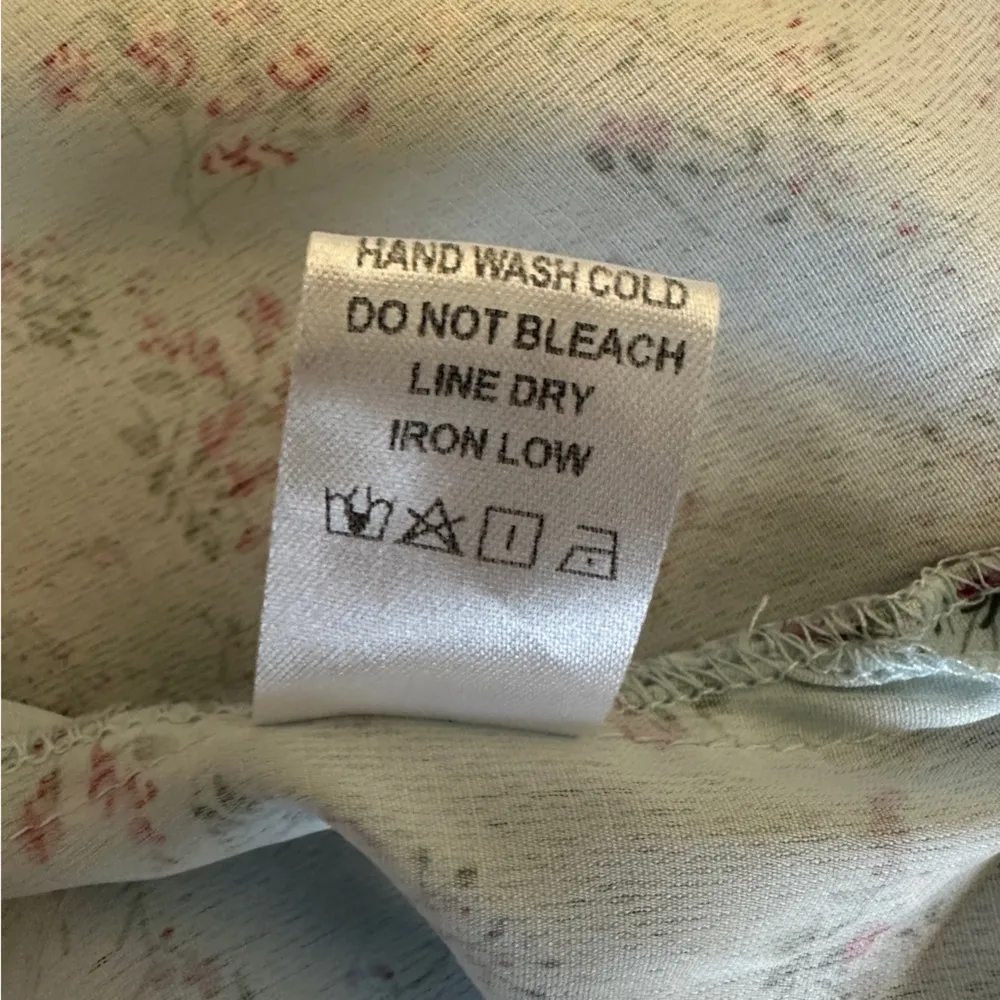 HAND WASH COLD
DO NOT BLEACH
LINE DRY
IRON LOW